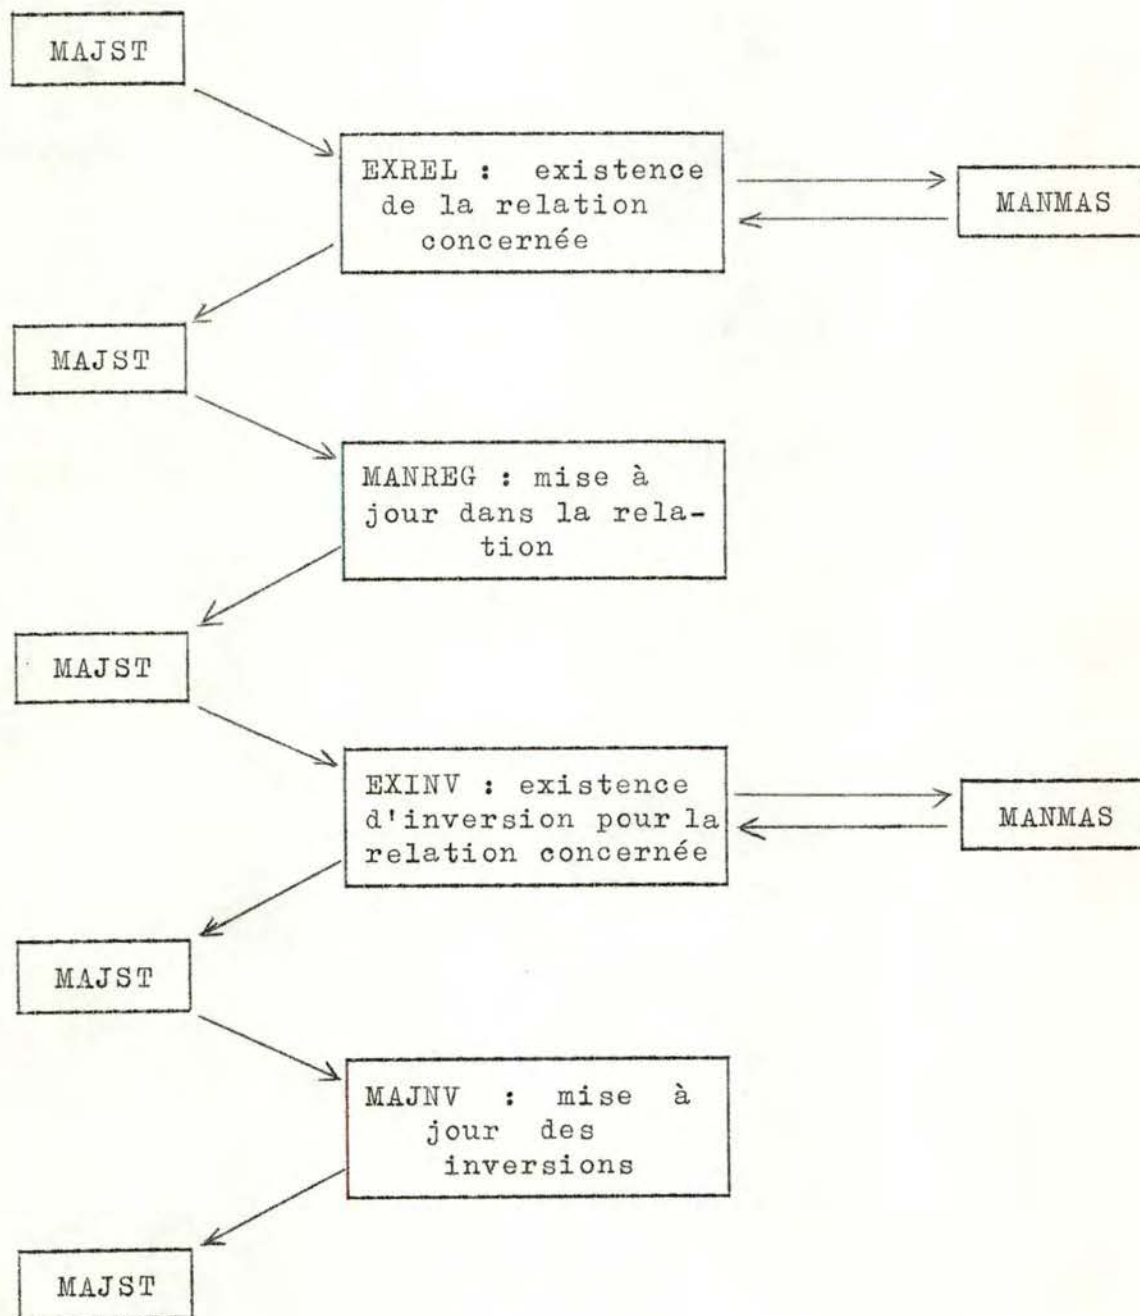 MAJST
EXREL : existence
de la relation
concernée
MANMAS
MAJST
MANREG : mise à
jour dans la rela-
tion
MAJST
EXINV : existence
d'inversion pour la
relation concernée
MANMAS
MAJST
MAJNV : mise à
jour des
inversions
MAJST